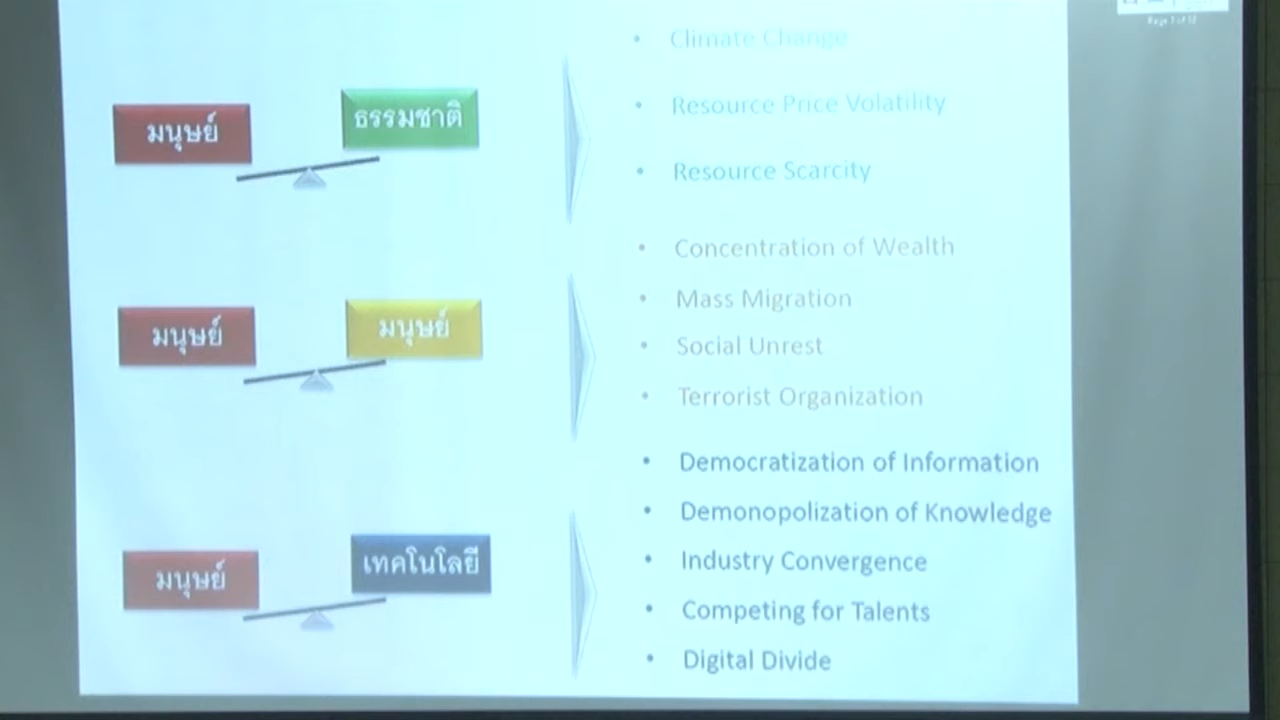 Climate Change
Resource Price Volatility
Resource Scarcity
มนุษย์
ธรรมชาติ
Concentration of Wealth
Mass Migration
Social Unrest
Terrorist Organization
มนุษย์
มนุษย์
Democratization of Information
Demonopolization of Knowledge
Industry Convergence
Competing for Talents
Digital Divide
มนุษย์
เทคโนโลยี